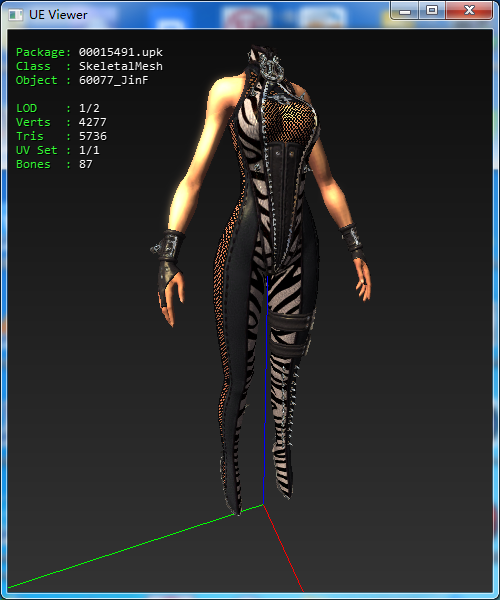 UE Viewer
Package: 00015491.upk
Class : SkeletalMesh
Object : 60077_JinF
LOD : 1/2
Verts : 4277
Tris : 5736
UV Set : 1/1
Bones : 87